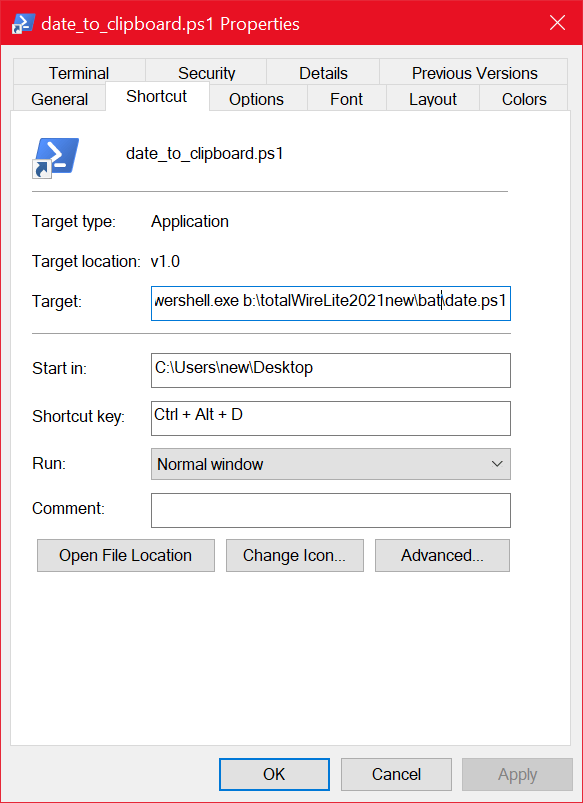 date_to_clipboard.ps1 Properties
Terminal Security Details Previous Versions
General Shortcut Options Font Layout Colors
date_to_clipboard.ps1
Target type: Application
Target location: v1.0
Target: wershell.exe b:\totalWireLite2021new\bat\date.ps1
Start in: C:\Users\new\Desktop
Shortcut key: Ctrl + Alt + D
Run: Normal window
Comment:
Open File Location Change Icon... Advanced...
OK Cancel Apply